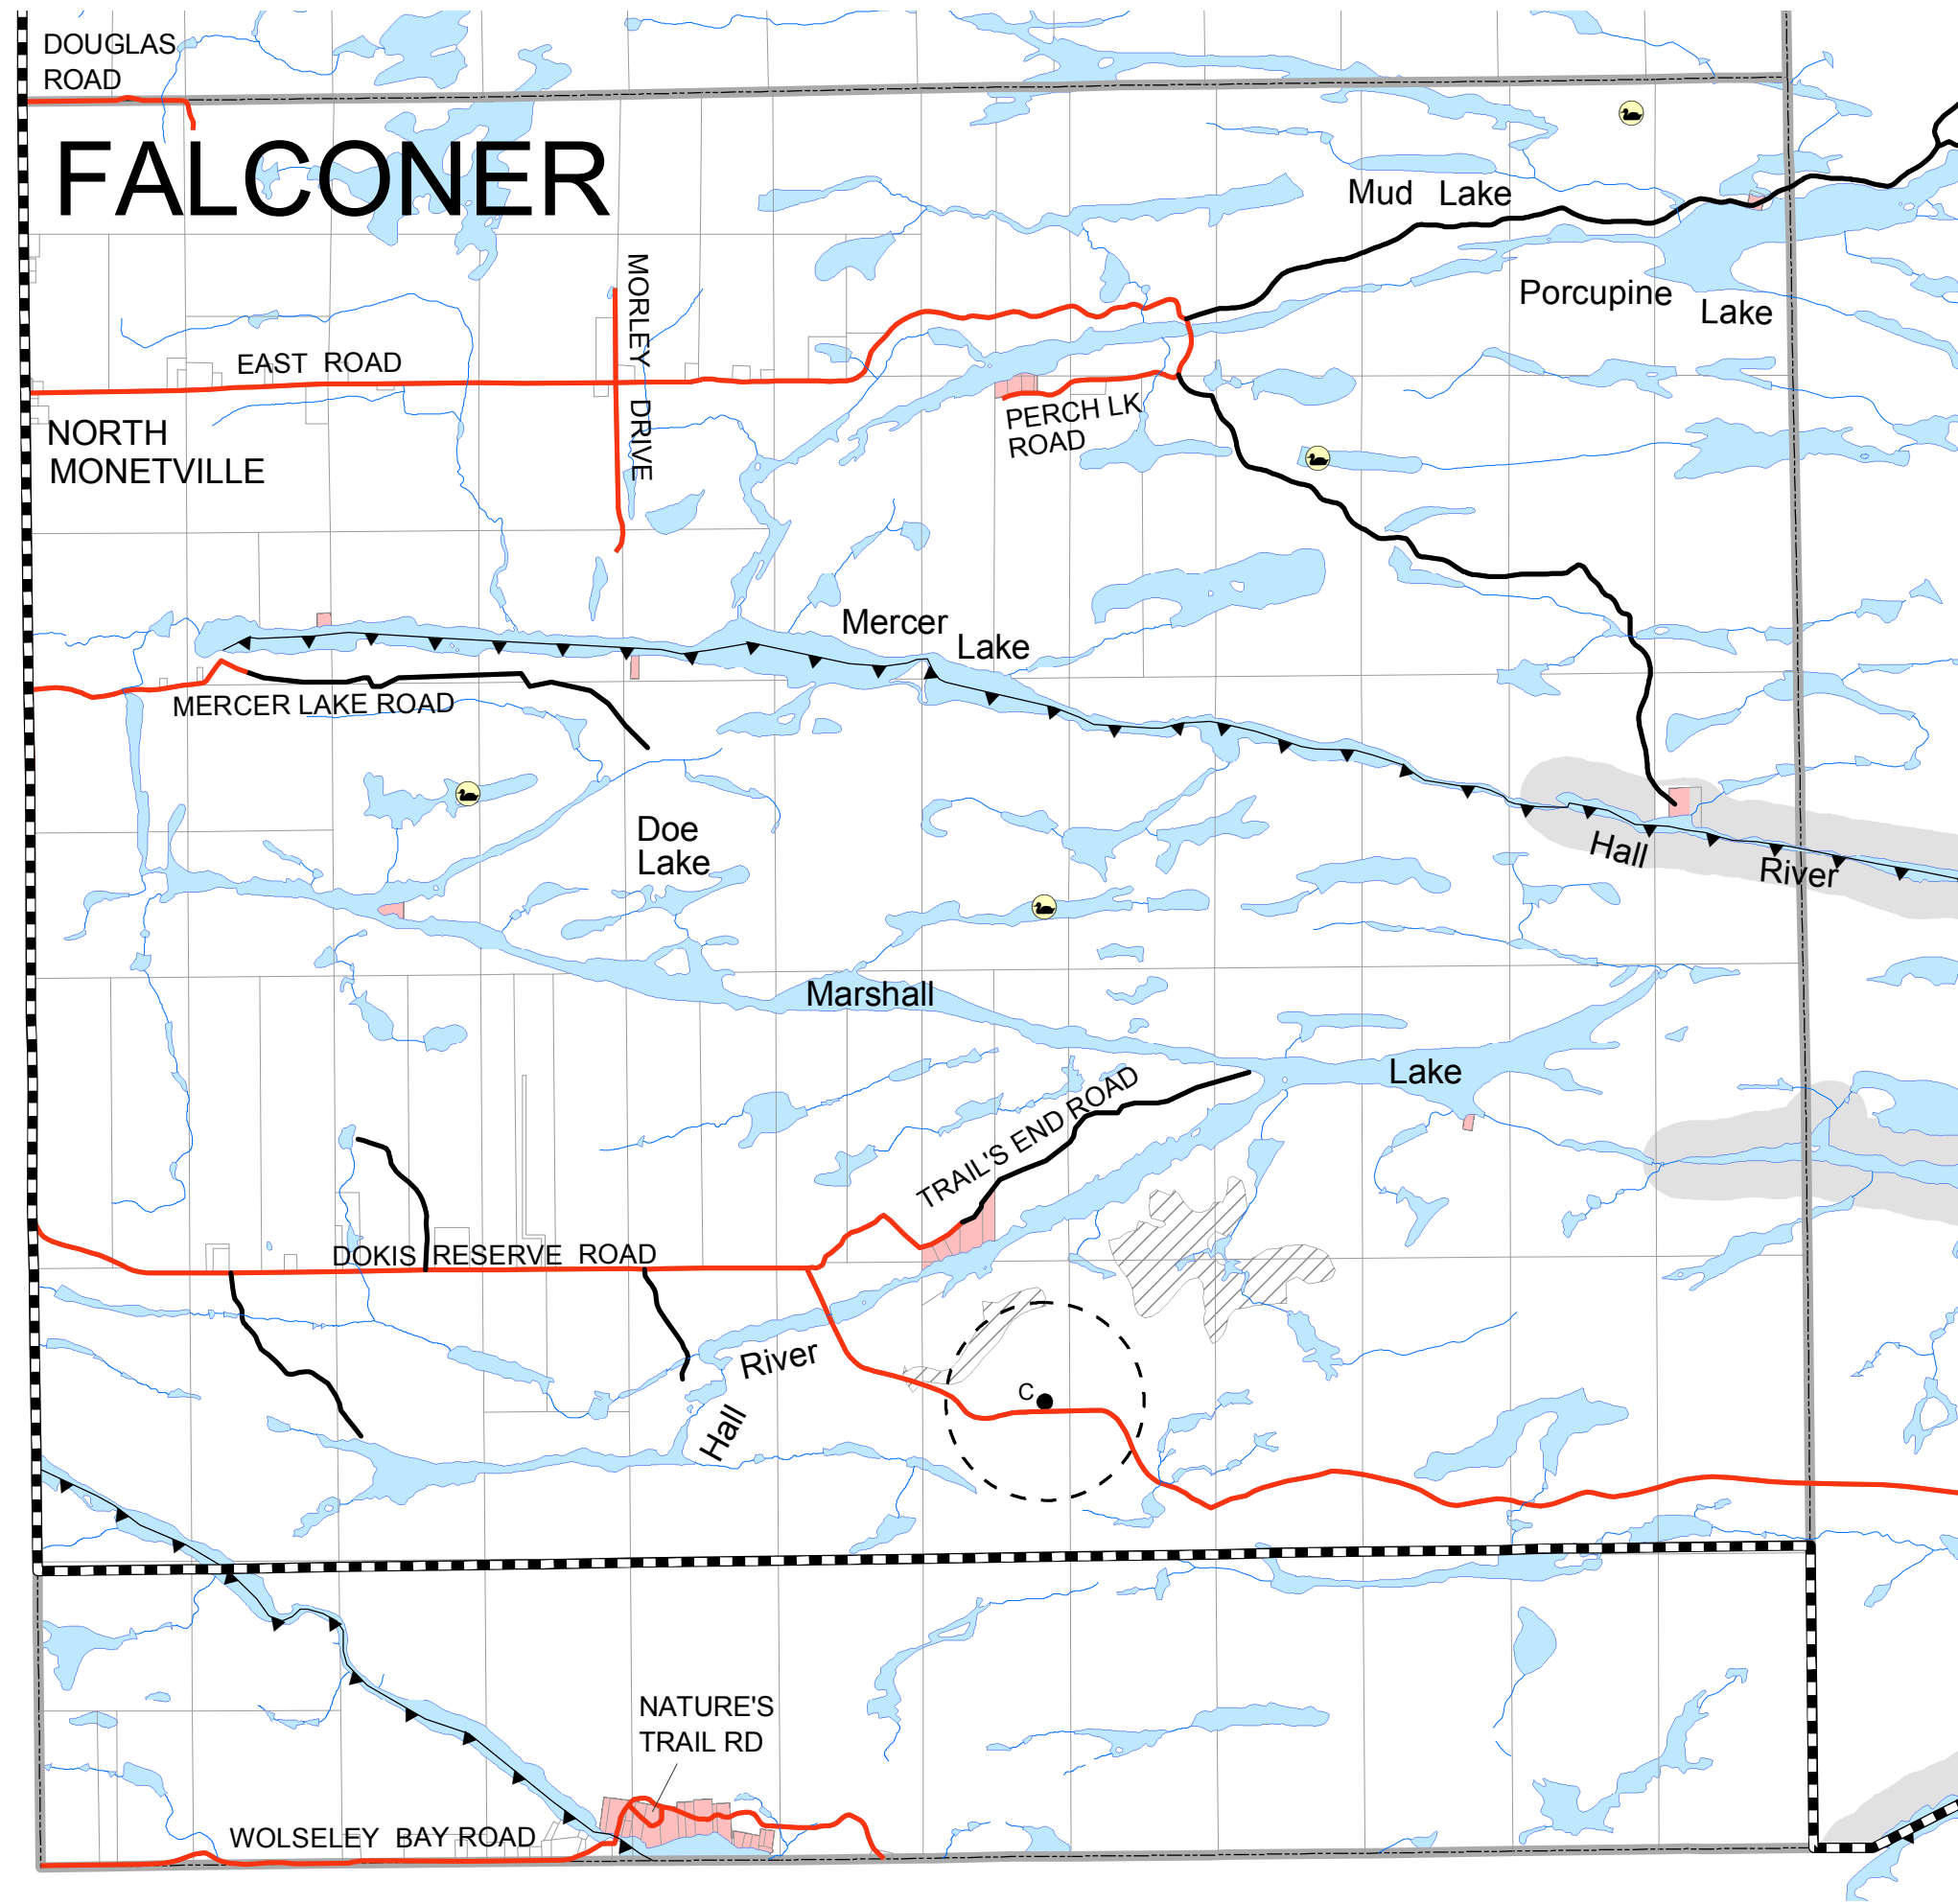 DOUGLAS
ROAD
FALCONER
Mud Lake
Porcupine
Lake
MORLEY DRIVE
EAST ROAD
PERCH LK
ROAD
NORTH
MONETVILLE
Mercer
Lake
MERCER LAKE ROAD
Doe
Lake
Hall River
Marshall
Lake
TRAIL'S END ROAD
DOKIS RESERVE ROAD
River
Hall
C
NATURE'S
TRAIL RD
WOLSELEY BAY ROAD